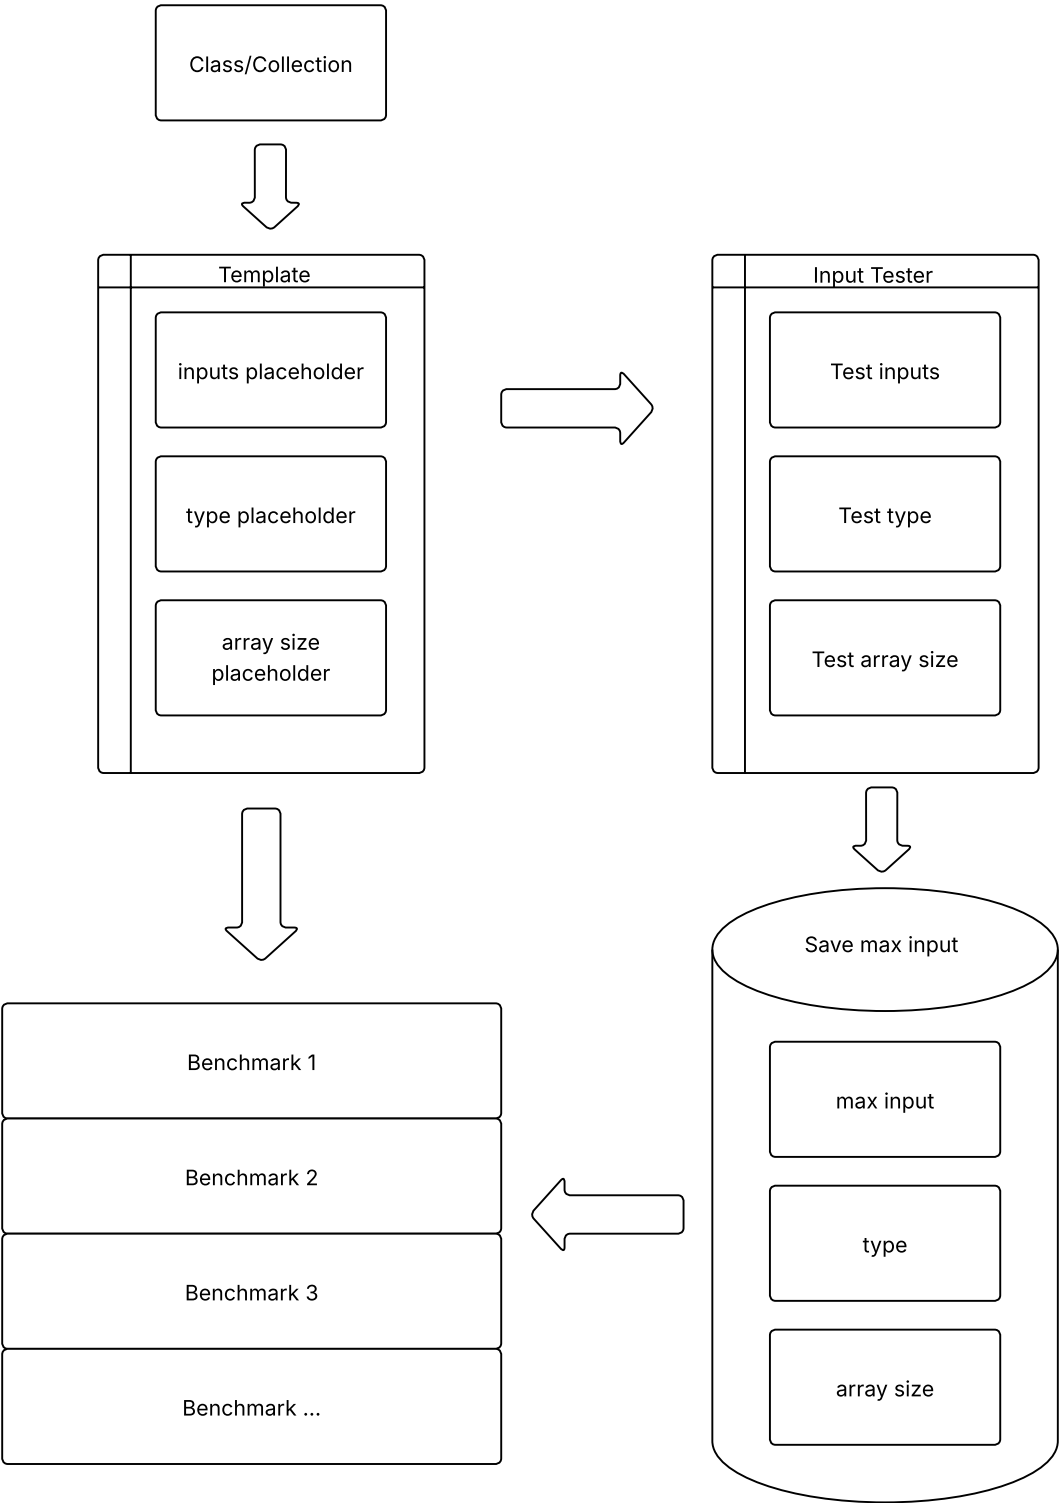 Class/Collection
Template
inputs placeholder
type placeholder
array size
placeholder
Input Tester
Test inputs
Test type
Test array size
Save max input
max input
type
array size
Benchmark 1
Benchmark 2
Benchmark 3
Benchmark ...